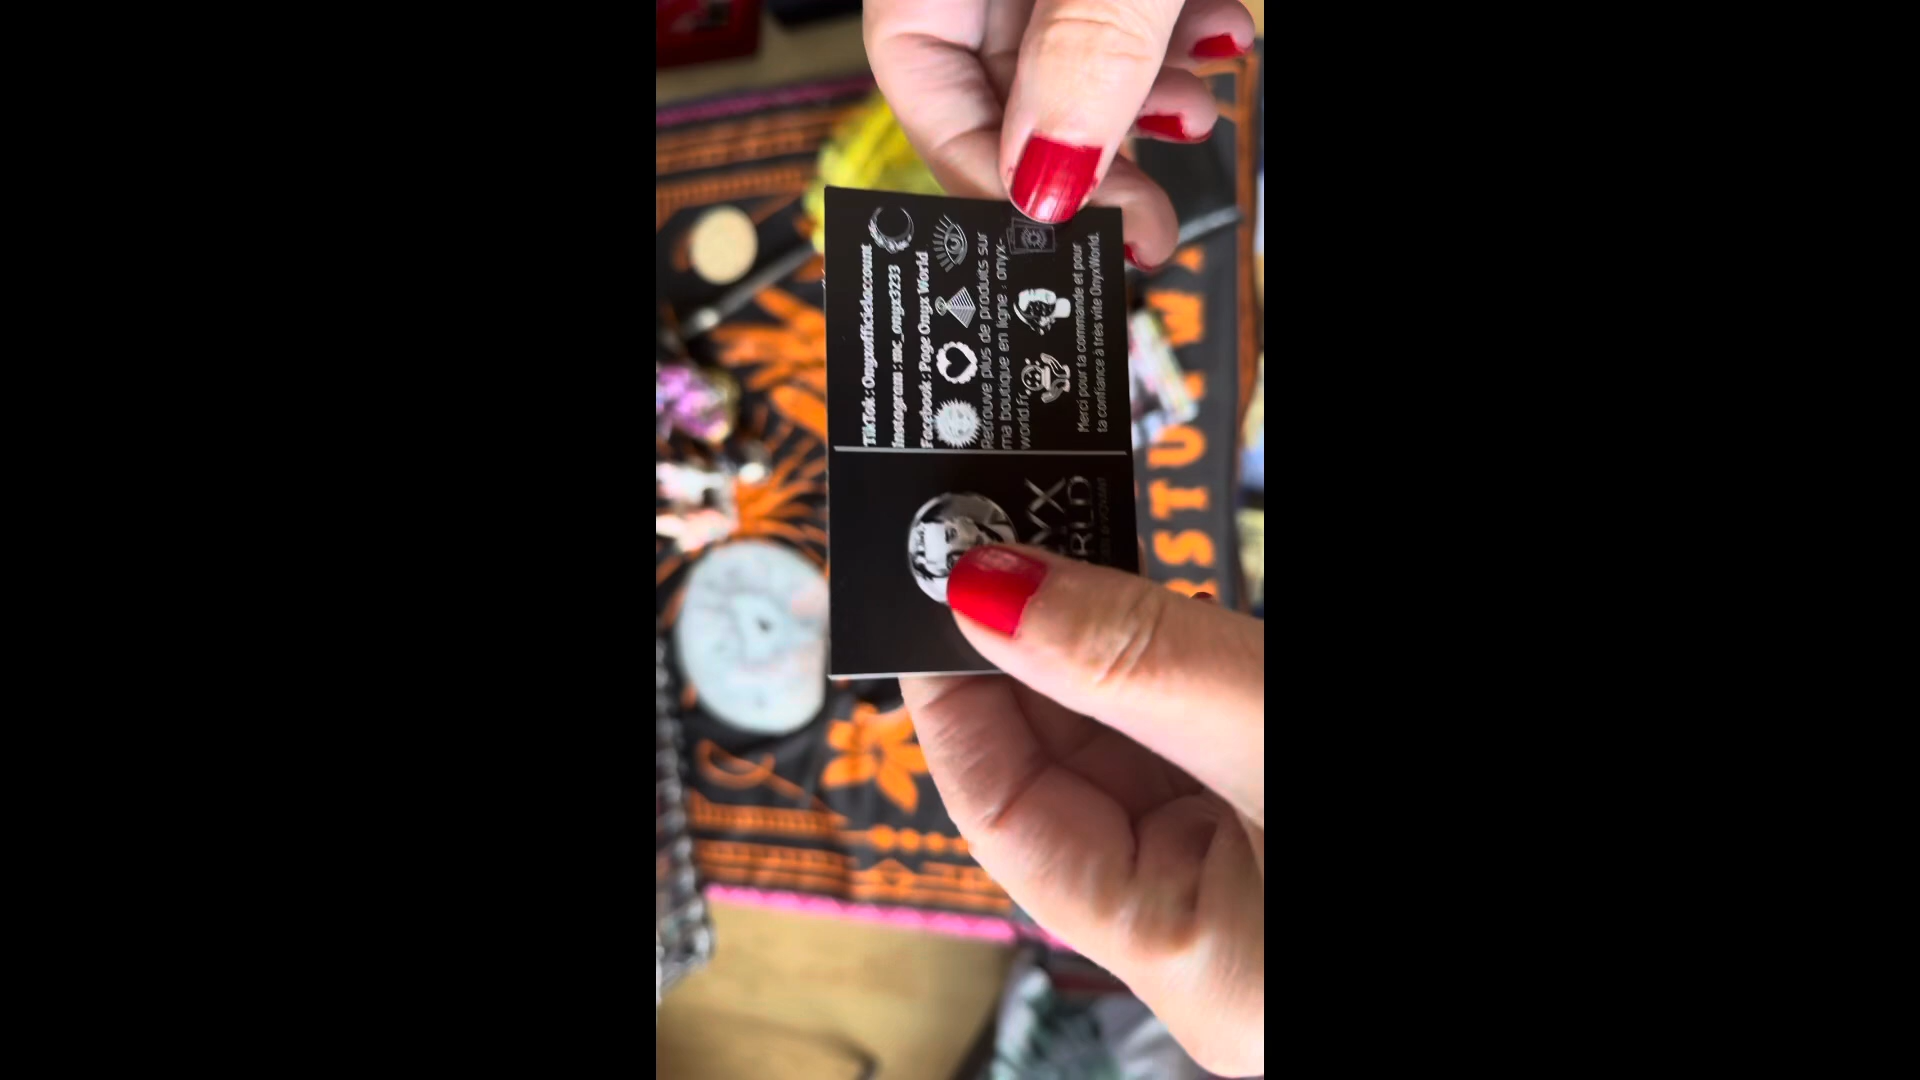 TikTok : Onyxofficielaccount
Instagram : mc_onyx3233
Facebook : Page Onyx World
Retrouve plus de produits sur
ma boutique en ligne : onyx-
world.fr
Merci pour ta commande et pour
ta confiance à très vite OnyxWorld.